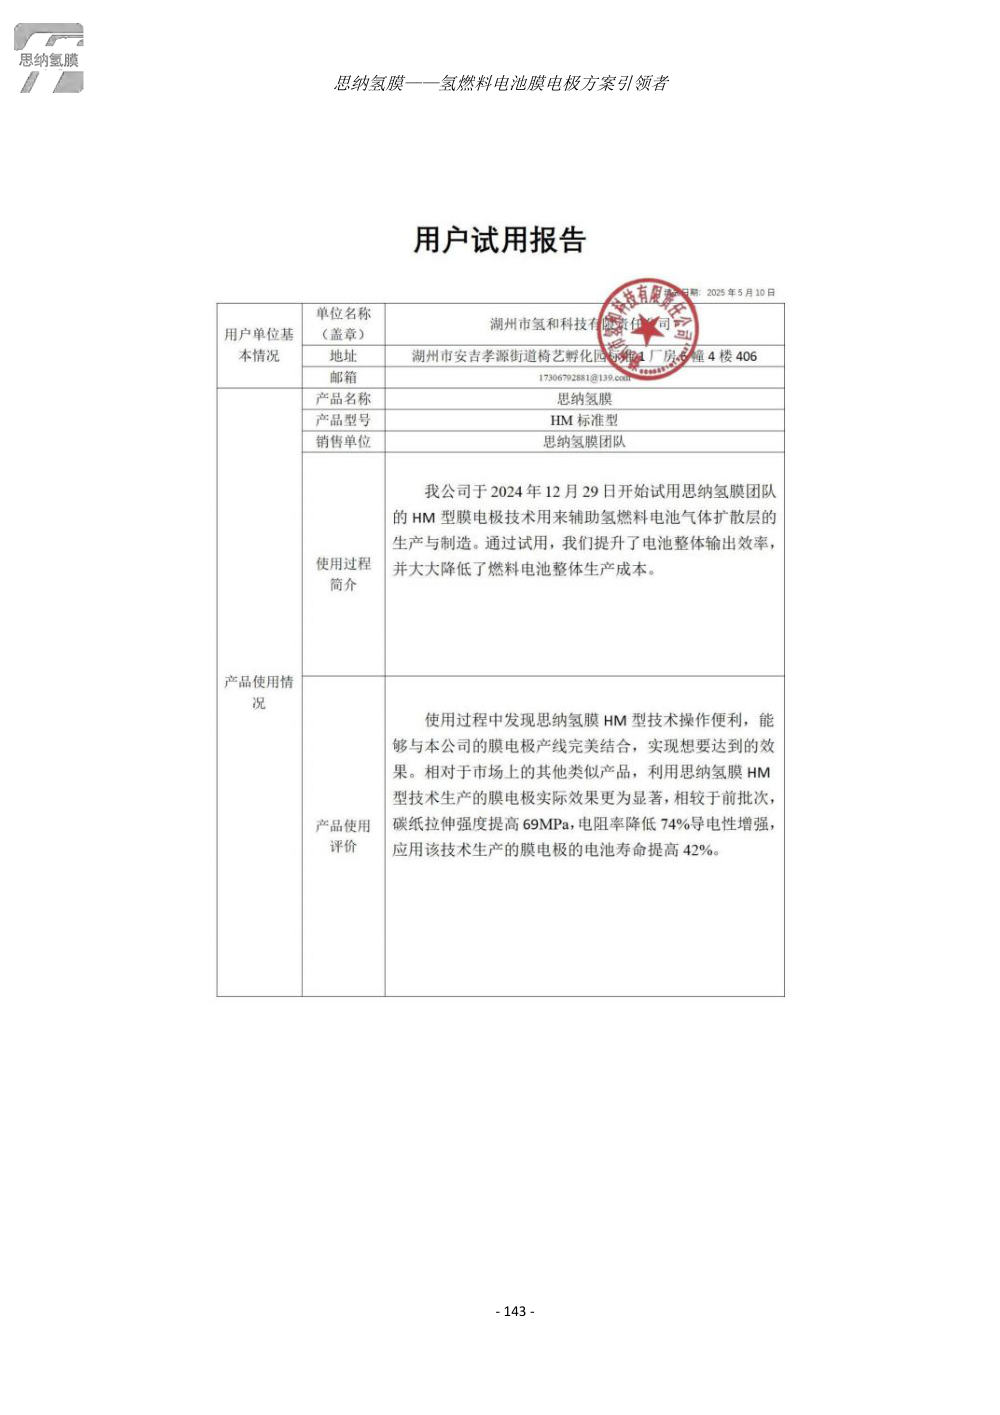 思纳氢膜
思纳氢膜——氢燃料电池膜电极方案引领者
用户试用报告
日期: 2025年5月10日
用户单位基
本情况
单位名称
（盖章）
湖州市氢和科技有限责任公司
地址
湖州市安吉孝源街道椅艺孵化园标准1厂房 幢4楼406
邮箱
17306792881@139.com
产品使用情
况
产品名称
思纳氢膜
产品型号
HM 标准型
销售单位
思纳氢膜团队
使用过程
简介
我公司于2024年12月29日开始试用思纳氢膜团队
的HM型膜电极技术用来辅助氢燃料电池气体扩散层的
生产与制造。通过试用，我们提升了电池整体输出效率，
并大大降低了燃料电池整体生产成本。
产品使用
评价
使用过程中发现思纳氢膜HM型技术操作便利，能
够与本公司的膜电极产线完美结合，实现想要达到的效
果。相对于市场上的其他类似产品，利用思纳氢膜HM
型技术生产的膜电极实际效果更为显著，相较于前批次，
碳纸拉伸强度提高69MPa，电阻率降低74%导电性增强，
应用该技术生产的膜电极的电池寿命提高42%。
- 143 -